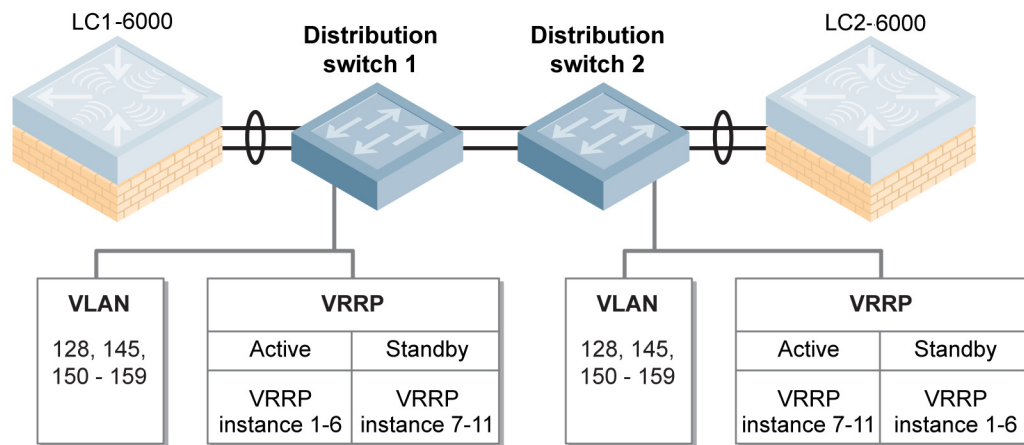 LC1-6000
Distribution
switch 1
Distribution
switch 2
LC2-6000
VLAN
128, 145,
150 - 159
VRRP
Active
Standby
VRRP
instance 1-6
VRRP
instance 7-11
VLAN
128, 145,
150 - 159
VRRP
Active
Standby
VRRP
instance 7-11
VRRP
instance 1-6